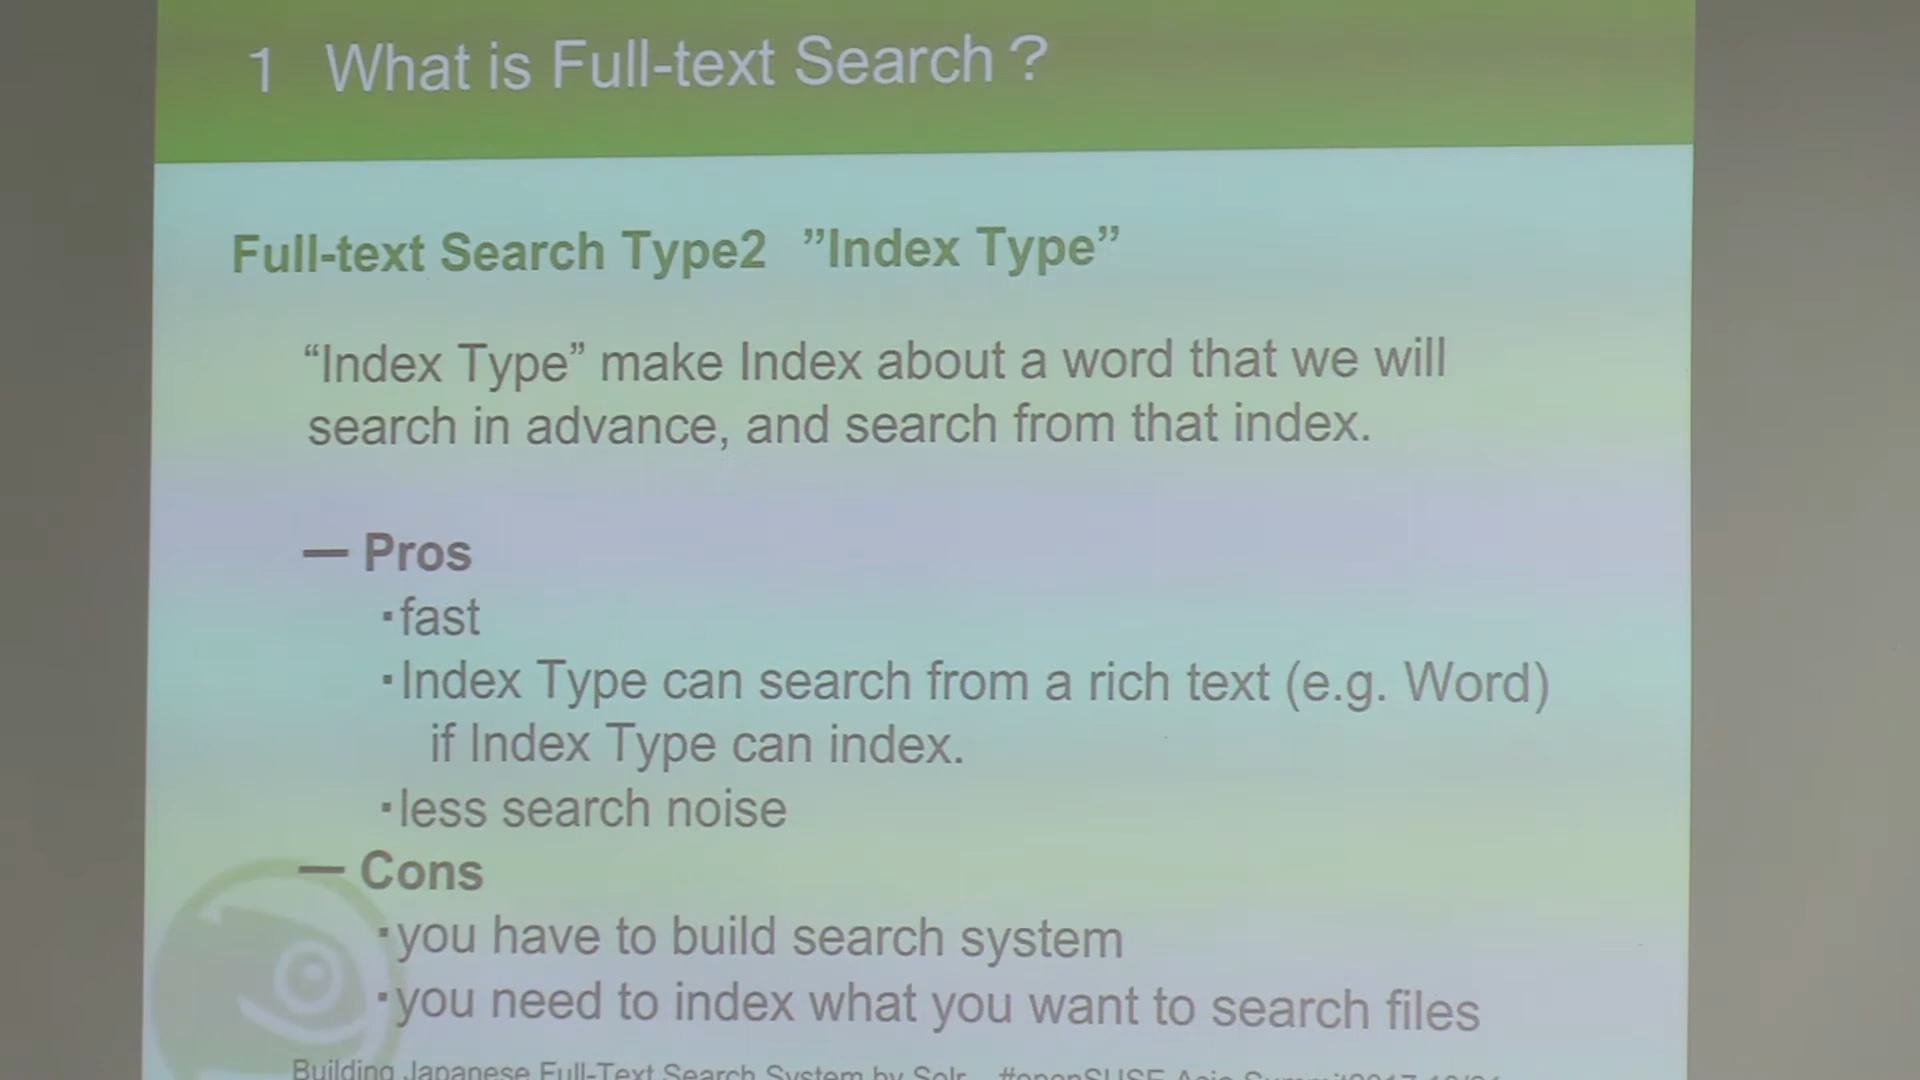 1 What is Full-text Search？
Full-text Search Type2 ”Index Type”
“Index Type” make Index about a word that we will
search in advance, and search from that index.
— Pros
・fast
・Index Type can search from a rich text (e.g. Word)
if Index Type can index.
・less search noise
— Cons
・you have to build search system
・you need to index what you want to search files
Building Japanese Full-Text Search System by Solr #openSUSE Asia Summit2017